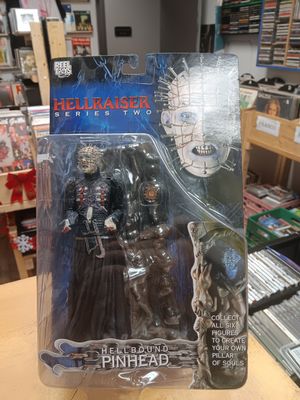 REEL TOYS
HELLRAISER
SERIES TWO
HELLBOUND
PINHEAD
COLLECT
ALL SIX
FIGURES
TO CREATE
YOUR OWN
PILLAR
OF SOULS